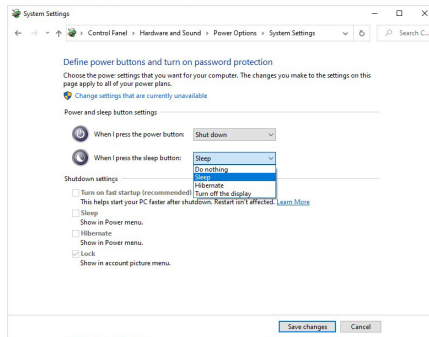 System Settings
Control Panel > Hardware and Sound > Power Options > System Settings
Search C...
Define power buttons and turn on password protection
Choose the power settings that you want for your computer. The changes you make to the settings on this
page apply to all of your power plans.
Change settings that are currently unavailable
Power and sleep button settings
When I press the power button: Shut down
When I press the sleep button: Sleep
Do nothing
Sleep
Hibernate
Turn off the display
Shutdown settings
Turn on fast startup (recommended)
This helps start your PC faster after shutdown. Restart isn't affected. Learn More
Sleep
Show in Power menu.
Hibernate
Show in Power menu.
Lock
Show in account picture menu.
Save changes
Cancel